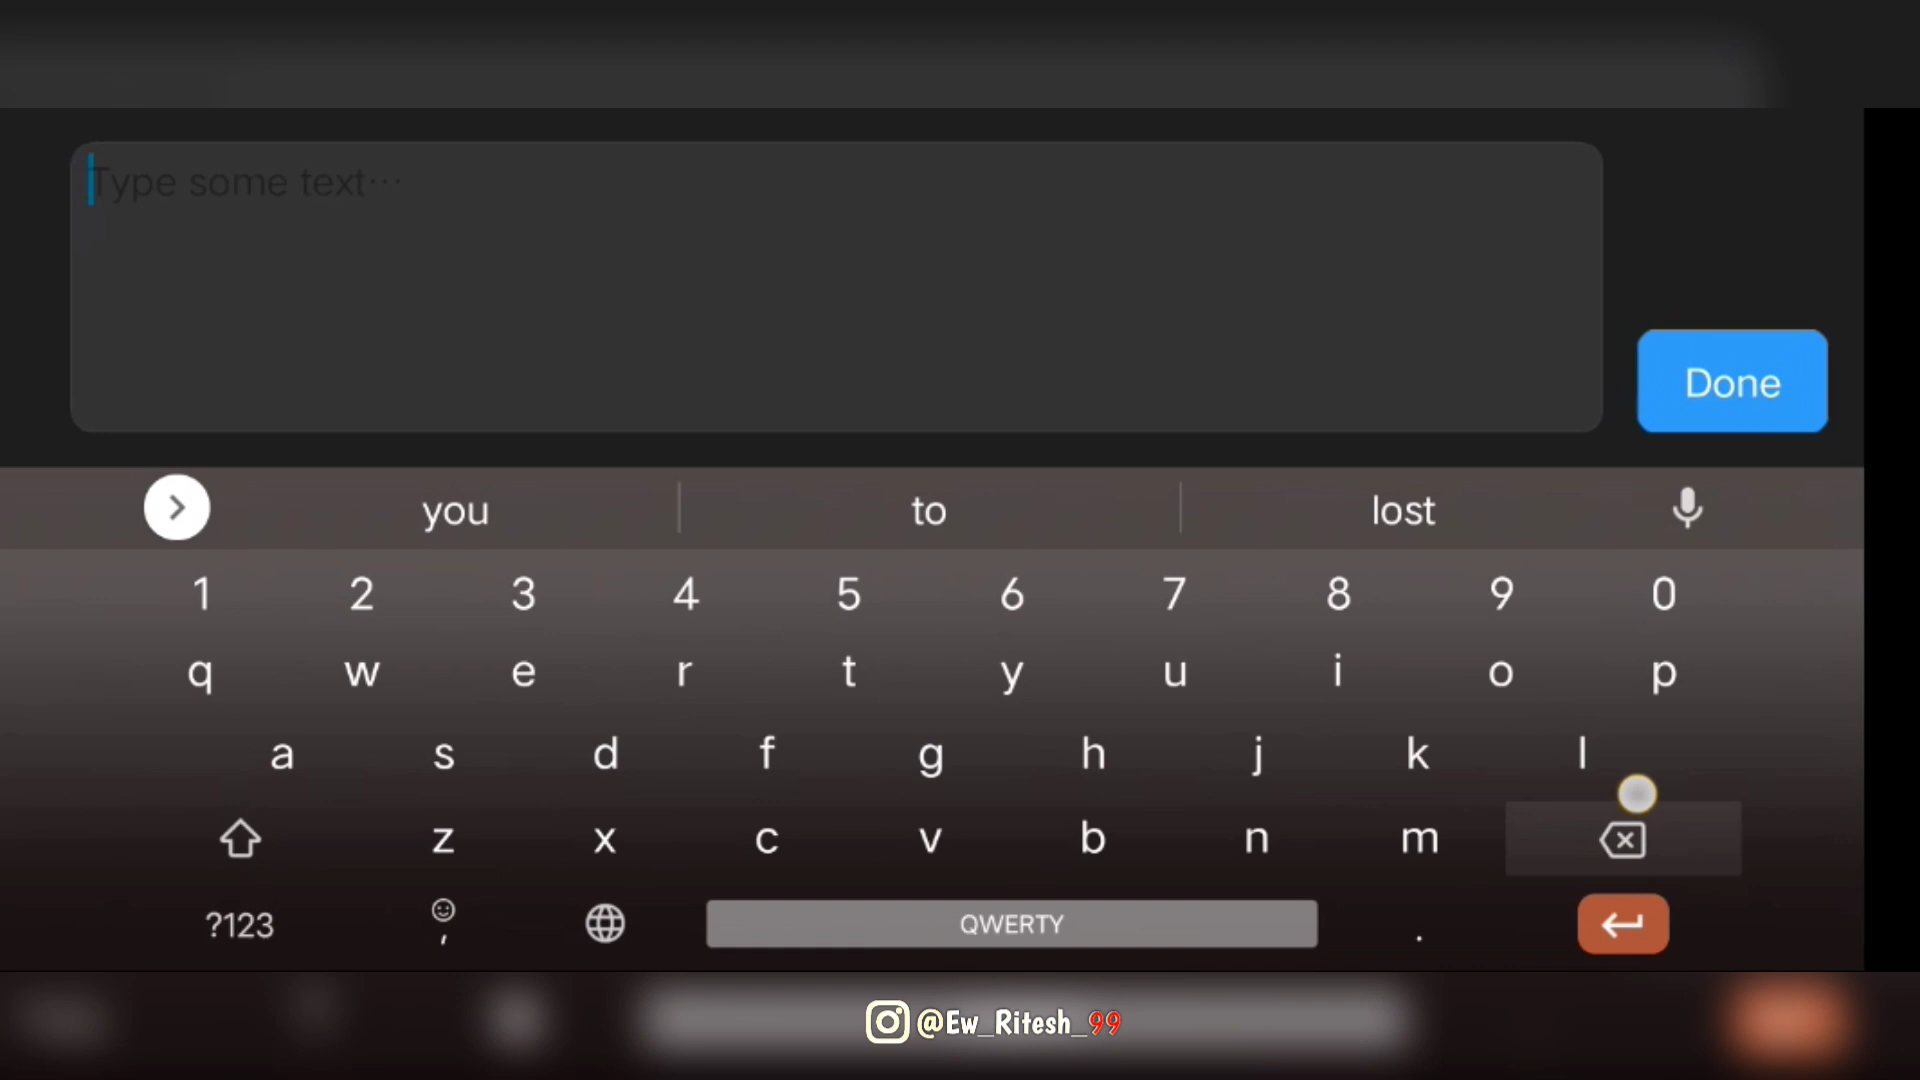 Type some text…
Done
you to lost
1 2 3 4 5 6 7 8 9 0
q w e r t y u i o p
a s d f g h j k l
z x c v b n m
?123 , QWERTY .
@Ew_Ritesh_99